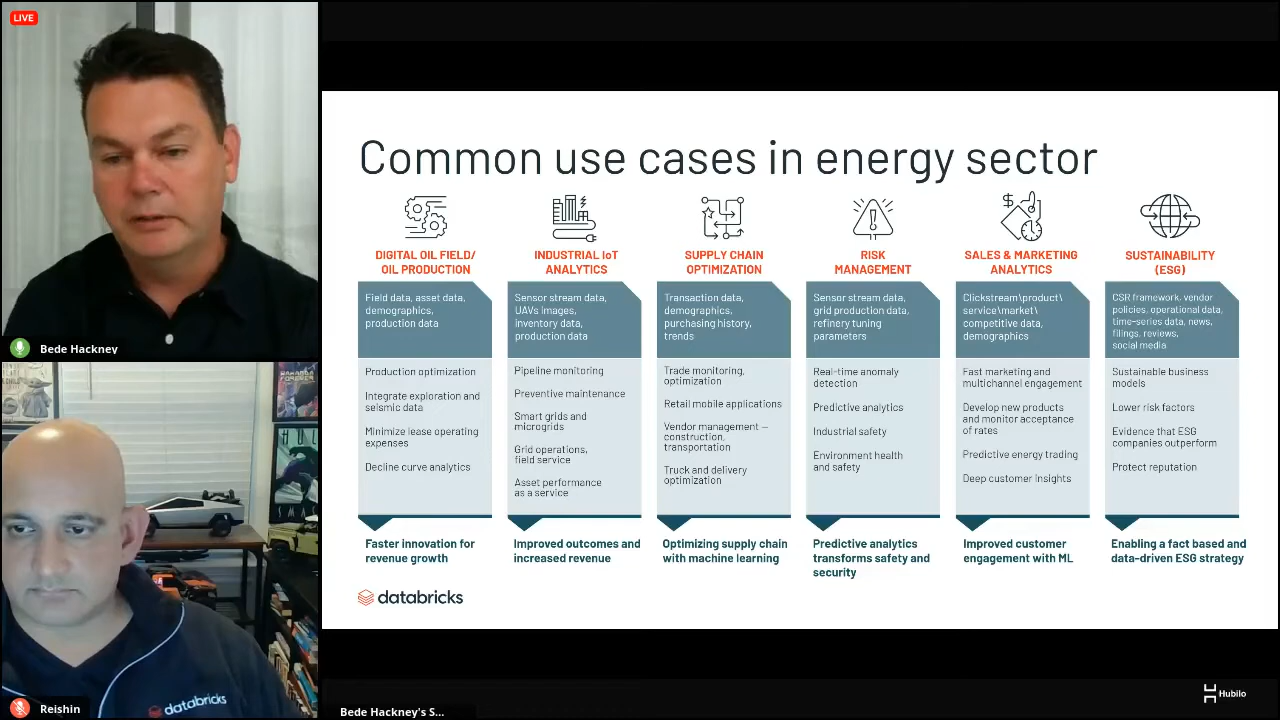 LIVE
Bede Hackney
databricks
Reishin
Common use cases in energy sector
DIGITAL OIL FIELD/
OIL PRODUCTION
Field data, asset data,
demographics,
production data
Production optimization
Integrate exploration and
seismic data
Minimize lease operating
expenses
Decline curve analytics
Faster innovation for
revenue growth
INDUSTRIAL IoT
ANALYTICS
Sensor stream data,
UAVs images,
inventory data,
production data
Pipeline monitoring
Preventive maintenance
Smart grids and
microgrids
Grid operations,
field service
Asset performance
as a service
Improved outcomes and
increased revenue
SUPPLY CHAIN
OPTIMIZATION
Transaction data,
demographics,
purchasing history,
trends
Trade monitoring,
optimization
Retail mobile applications
Vendor management —
construction,
transportation
Truck and delivery
optimization
Optimizing supply chain
with machine learning
RISK
MANAGEMENT
Sensor stream data,
grid production data,
refinery tuning
parameters
Real-time anomaly
detection
Predictive analytics
Industrial safety
Environment health
and safety
Predictive analytics
transforms safety and
security
SALES & MARKETING
ANALYTICS
Clickstream\product\
service\market\
competitive data,
demographics
Fast marketing and
multichannel engagement
Develop new products
and monitor acceptance
of rates
Predictive energy trading
Deep customer insights
Improved customer
engagement with ML
SUSTAINABILITY
(ESG)
CSR framework, vendor
policies, operational data,
time-series data, news,
filings, reviews,
social media
Sustainable business
models
Lower risk factors
Evidence that ESG
companies outperform
Protect reputation
Enabling a fact based and
data-driven ESG strategy
databricks
Bede Hackney's S...
Hubilo